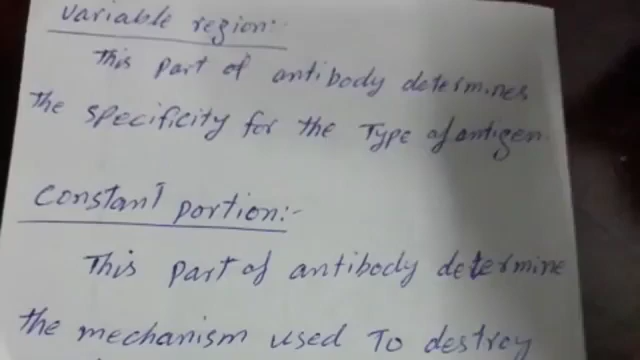 Variable region:-
This part of antibody determines
the specificity for the Type of antigen.
Constant portion:-
This part of antibody determine
the mechanism used To destroy